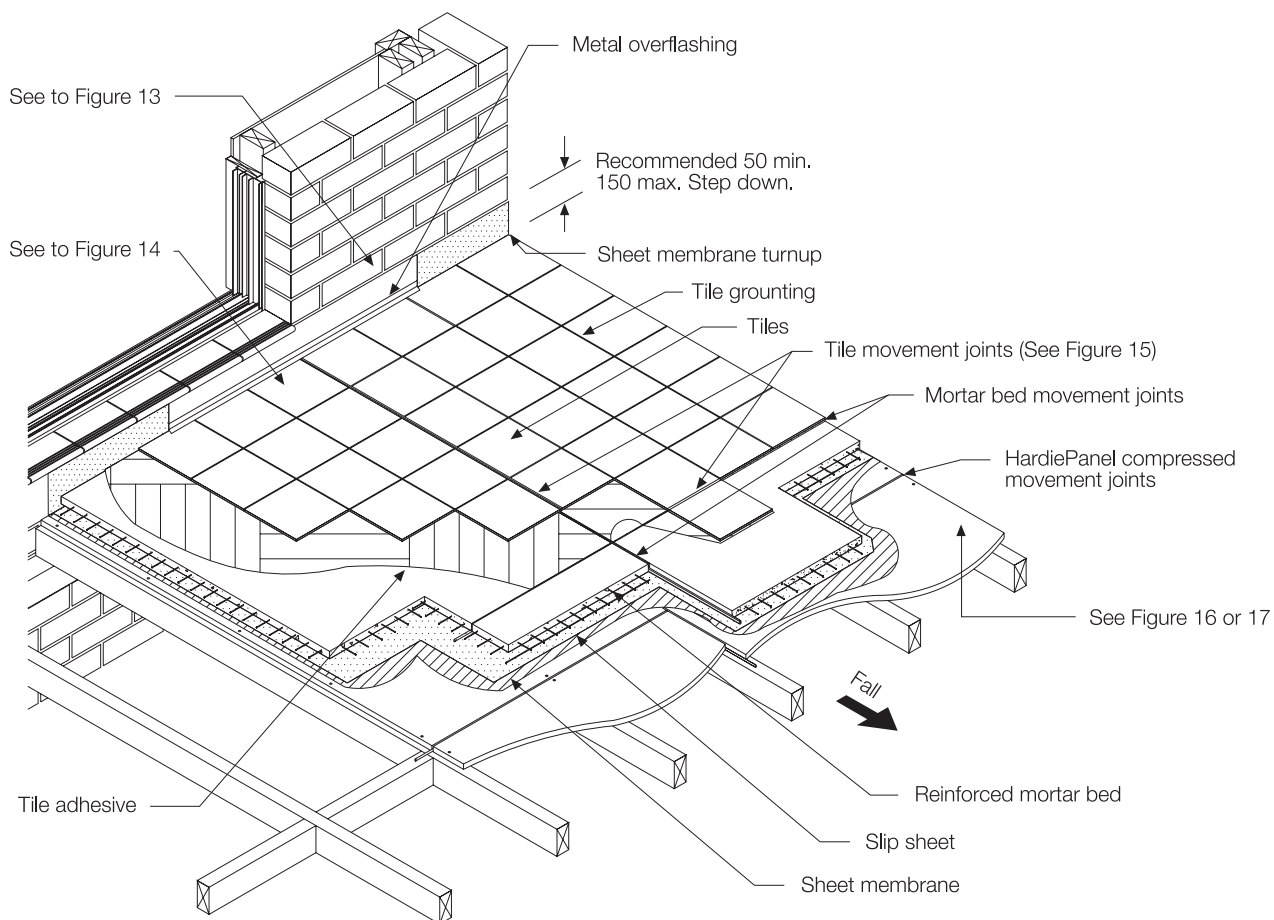 Metal overflashing
See to Figure 13
Recommended 50 min.
150 max. Step down.
See to Figure 14
Sheet membrane turnup
Tile grounting
Tiles
Tile movement joints (See Figure 15)
Mortar bed movement joints
HardiePanel compressed
movement joints
See Figure 16 or 17
Fall
Tile adhesive
Reinforced mortar bed
Slip sheet
Sheet membrane